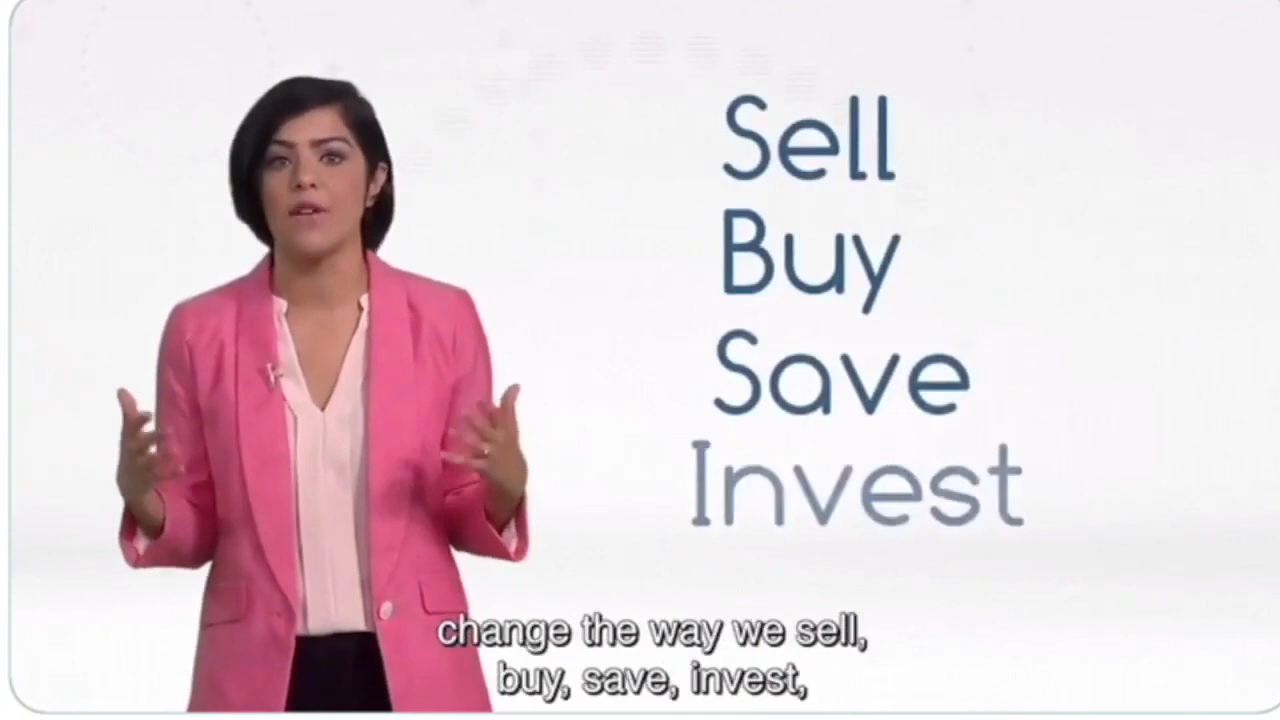 Sell
Buy
Save
Invest
change the way we sell,
buy, save, invest,